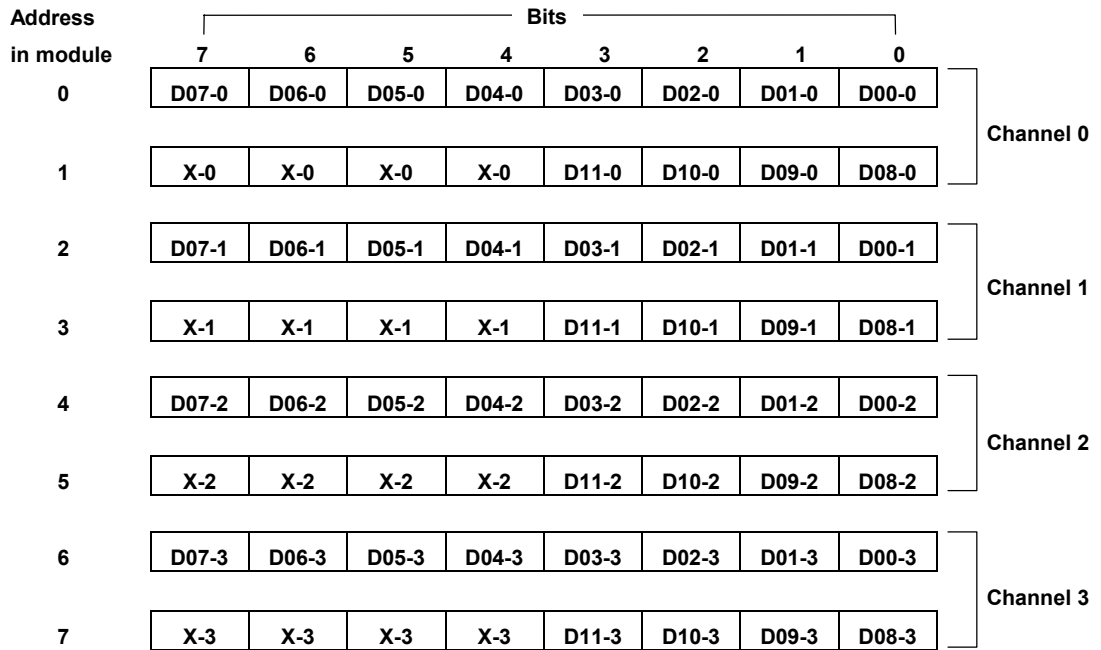 Address Bits
in module 7 6 5 4 3 2 1 0
0 D07-0 D06-0 D05-0 D04-0 D03-0 D02-0 D01-0 D00-0
Channel 0
1 X-0 X-0 X-0 X-0 D11-0 D10-0 D09-0 D08-0
2 D07-1 D06-1 D05-1 D04-1 D03-1 D02-1 D01-1 D00-1
Channel 1
3 X-1 X-1 X-1 X-1 D11-1 D10-1 D09-1 D08-1
4 D07-2 D06-2 D05-2 D04-2 D03-2 D02-2 D01-2 D00-2
Channel 2
5 X-2 X-2 X-2 X-2 D11-2 D10-2 D09-2 D08-2
6 D07-3 D06-3 D05-3 D04-3 D03-3 D02-3 D01-3 D00-3
Channel 3
7 X-3 X-3 X-3 X-3 D11-3 D10-3 D09-3 D08-3